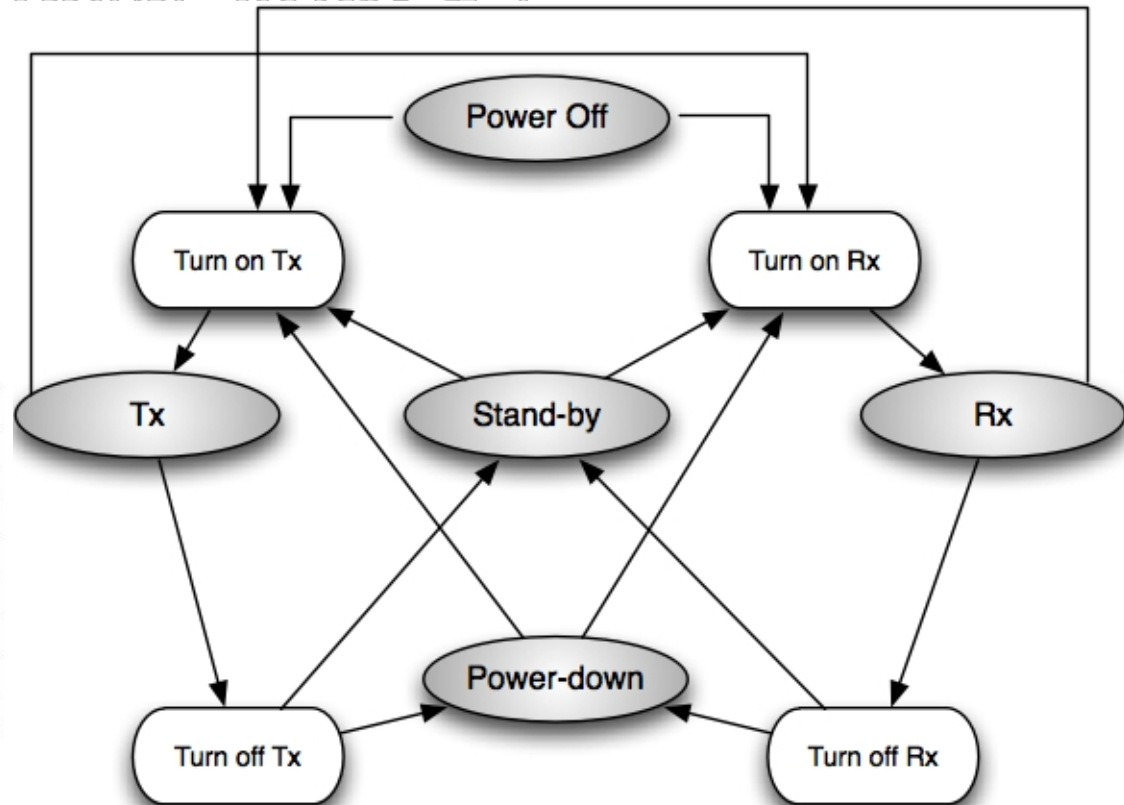 Power Off
Turn on Tx
Turn on Rx
Tx
Stand-by
Rx
Power-down
Turn off Tx
Turn off Rx